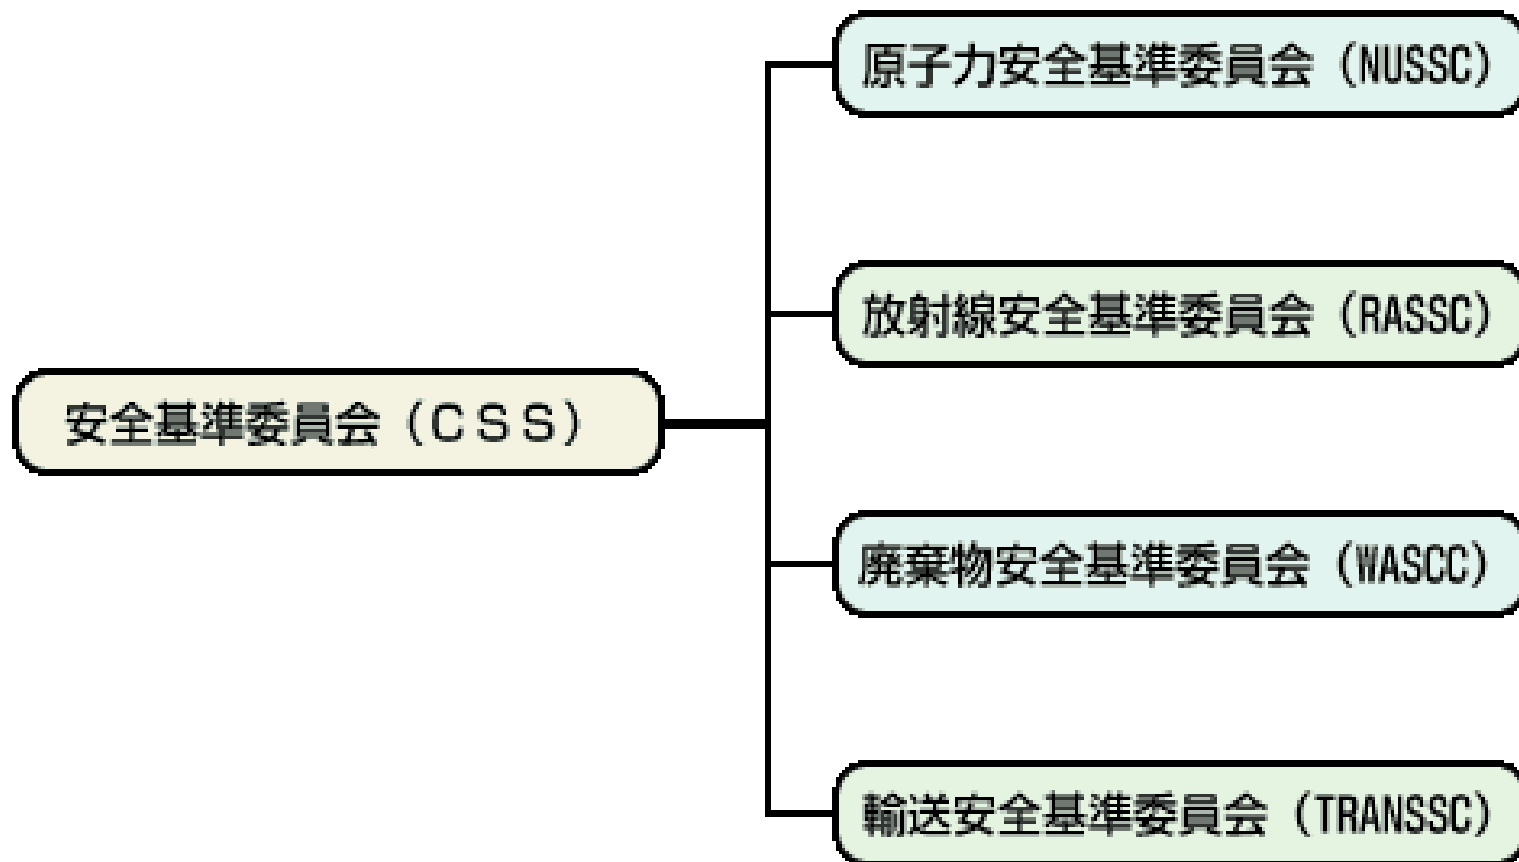 原子力安全基準委員会（NUSSC）
放射線安全基準委員会（RASSC）
安全基準委員会（ＣＳＳ）
廃棄物安全基準委員会（WASCC）
輸送安全基準委員会（TRANSSC）